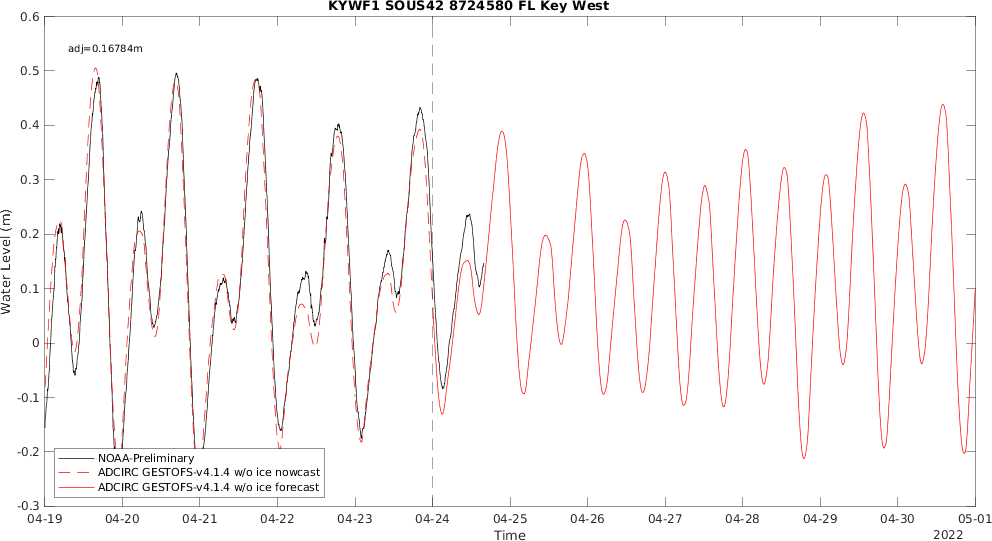 KYWF1 SOUS42 8724580 FL Key West
adj=0.16784m
Water Level (m)
0.6
0.5
0.4
0.3
0.2
0.1
0
-0.1
-0.2
-0.3
NOAA-Preliminary
ADCIRC GESTOFS-v4.1.4 w/o ice nowcast
ADCIRC GESTOFS-v4.1.4 w/o ice forecast
04-19 04-20 04-21 04-22 04-23 04-24 04-25 04-26 04-27 04-28 04-29 04-30 05-01
Time
2022